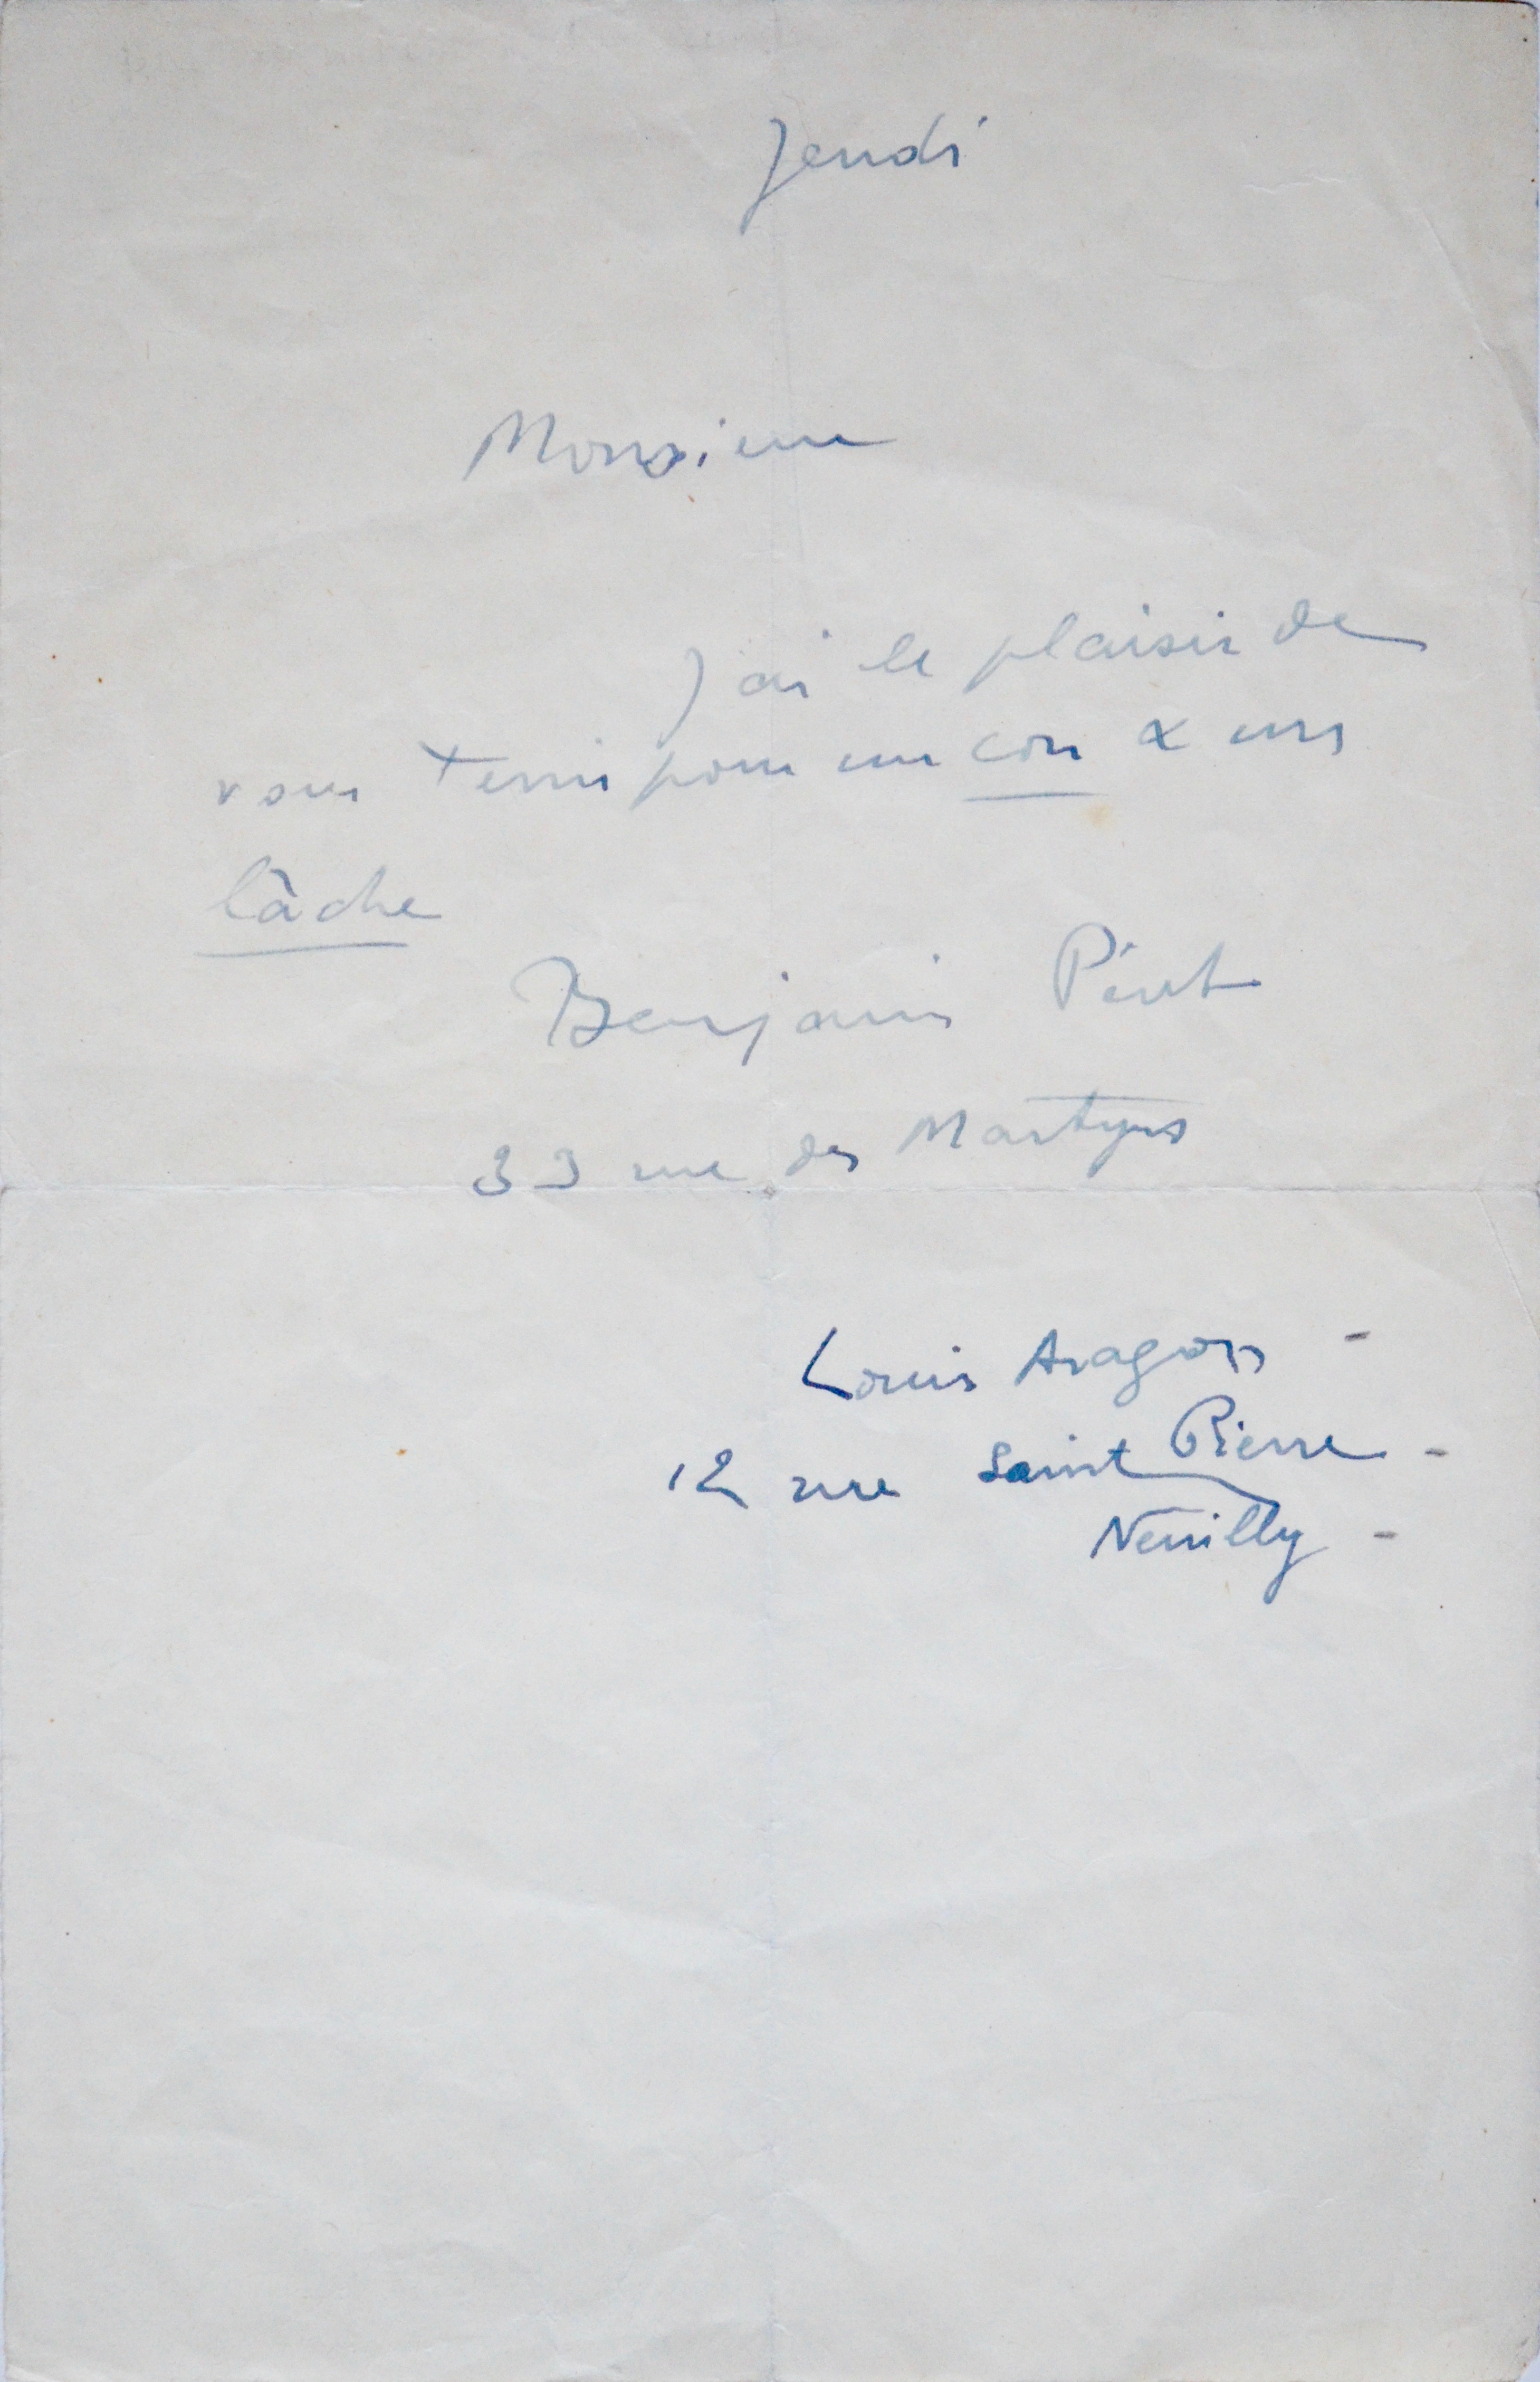 Jeudi
Monsieur
J'ai le plaisir de
vous tenir pour un con & un
lâche
Benjamin Péret
33 rue des Martyrs
Louis Aragon -
12 rue Saint Pierre -
Neuilly -